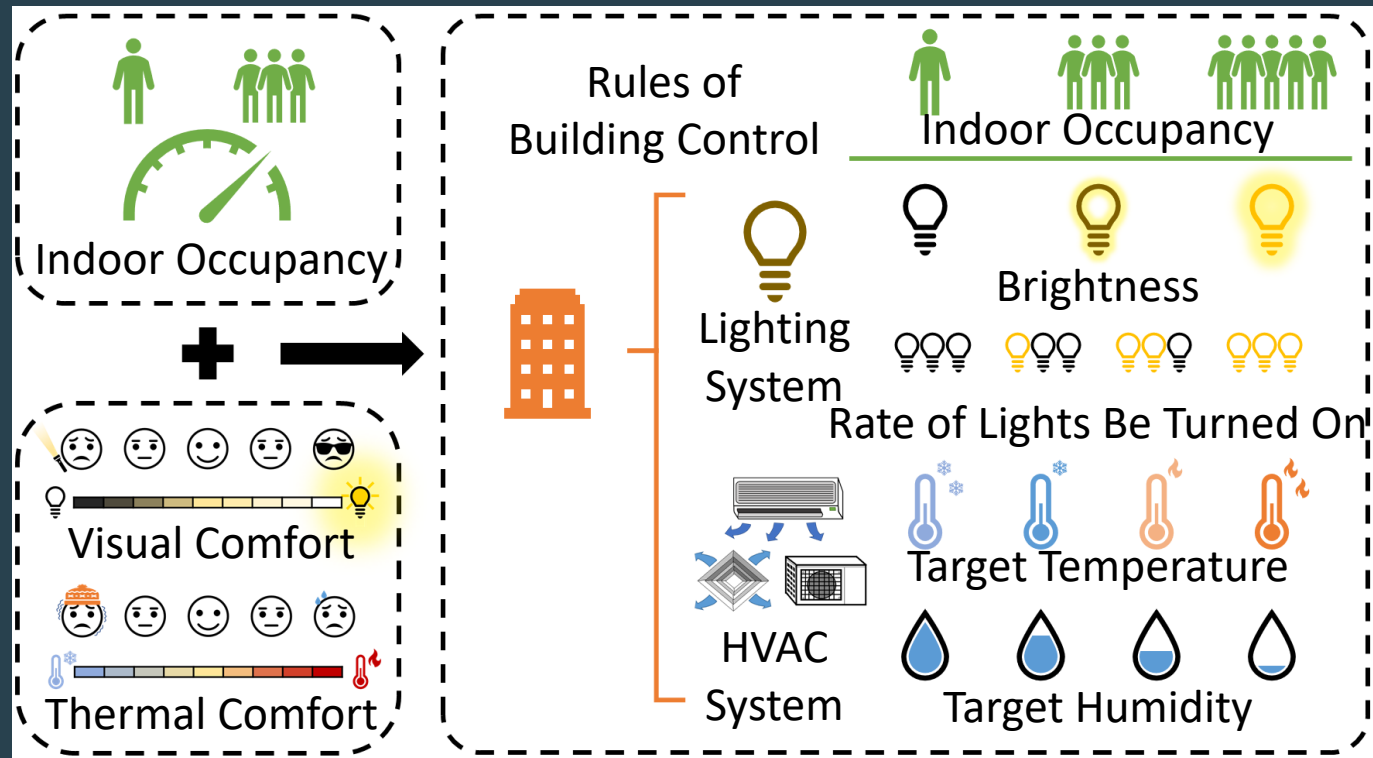 Indoor Occupancy
Visual Comfort
Thermal Comfort
Rules of
Building Control
Indoor Occupancy
Lighting
System
Brightness
Rate of Lights Be Turned On
HVAC
System
Target Temperature
Target Humidity